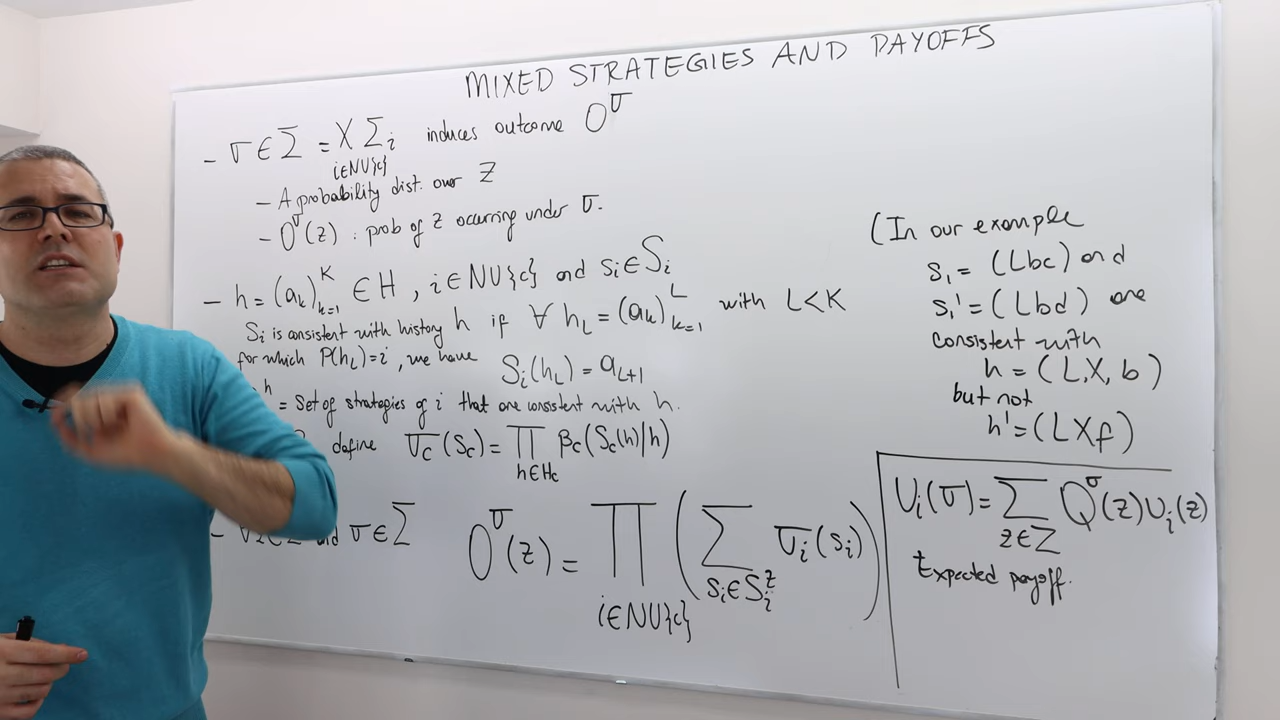 MIXED STRATEGIES AND PAYOFFS
- σ ∈ Σ = X Σ_i induces outcome O^σ
i∈N∪{c}
- A probability dist. over Z
- O^σ(z) : prob of z occurring under σ.
- h = (a_k)_{k=1}^K ∈ H , i∈N∪{c} and s_i ∈ S_i
S_i is consistent with history h if ∀ h_L = (a_k)_{k=1}^L with L<K
for which P(h_L)=i , we have S_i(h_L) = a_{L+1}
h = Set of strategies of i that are consistent with h.
define σ_c(s_c) = ∏ β_c(s_c(h)|h)
h∈H_c
- σ∈Σ O^σ(z) = ∏ ( Σ σ_i(s_i) )
i∈N∪{c} s_i∈S_i^z
(In our example
s_1 = (Lbc) and
s_1' = (Lbd) are
consistent with
h = (L,X,b)
but not
h' = (LXf)
U_i(σ) = Σ Q^σ(z) U_i(z)
z∈Z
Expected payoff.